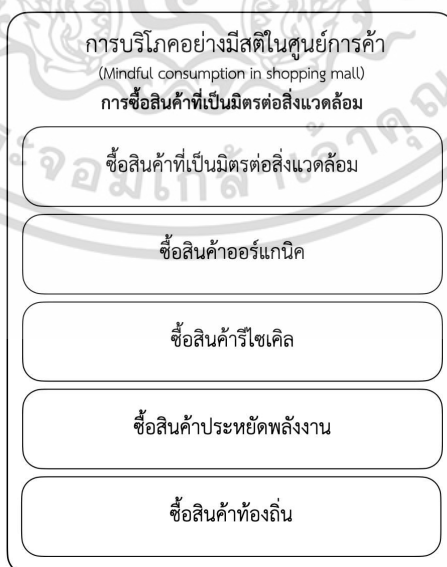 การบริโภคอย่างมีสติในศูนย์การค้า
(Mindful consumption in shopping mall)
การซื้อสินค้าที่เป็นมิตรต่อสิ่งแวดล้อม
ซื้อสินค้าที่เป็นมิตรต่อสิ่งแวดล้อม
ซื้อสินค้าออร์แกนิค
ซื้อสินค้ารีไซเคิล
ซื้อสินค้าประหยัดพลังงาน
ซื้อสินค้าท้องถิ่น